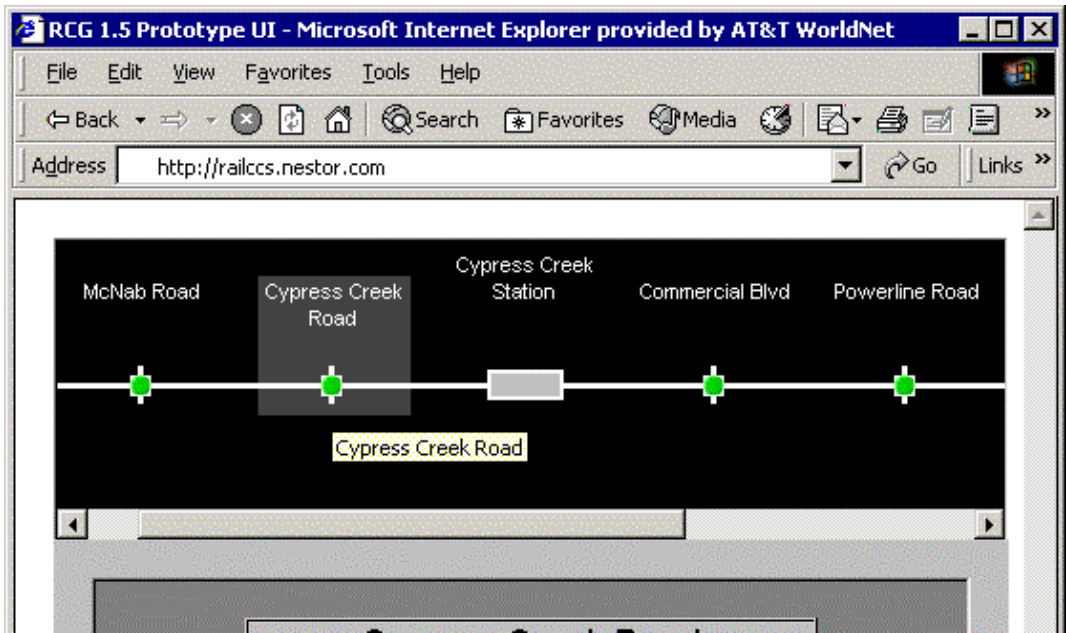 RCG 1.5 Prototype UI - Microsoft Internet Explorer provided by AT&T WorldNet
File Edit View Favorites Tools Help
Back Search Favorites Media »
Address http://railccs.nestor.com Go Links »
Cypress Creek
McNab Road Cypress Creek Station Commercial Blvd Powerline Road
Road
Cypress Creek Road